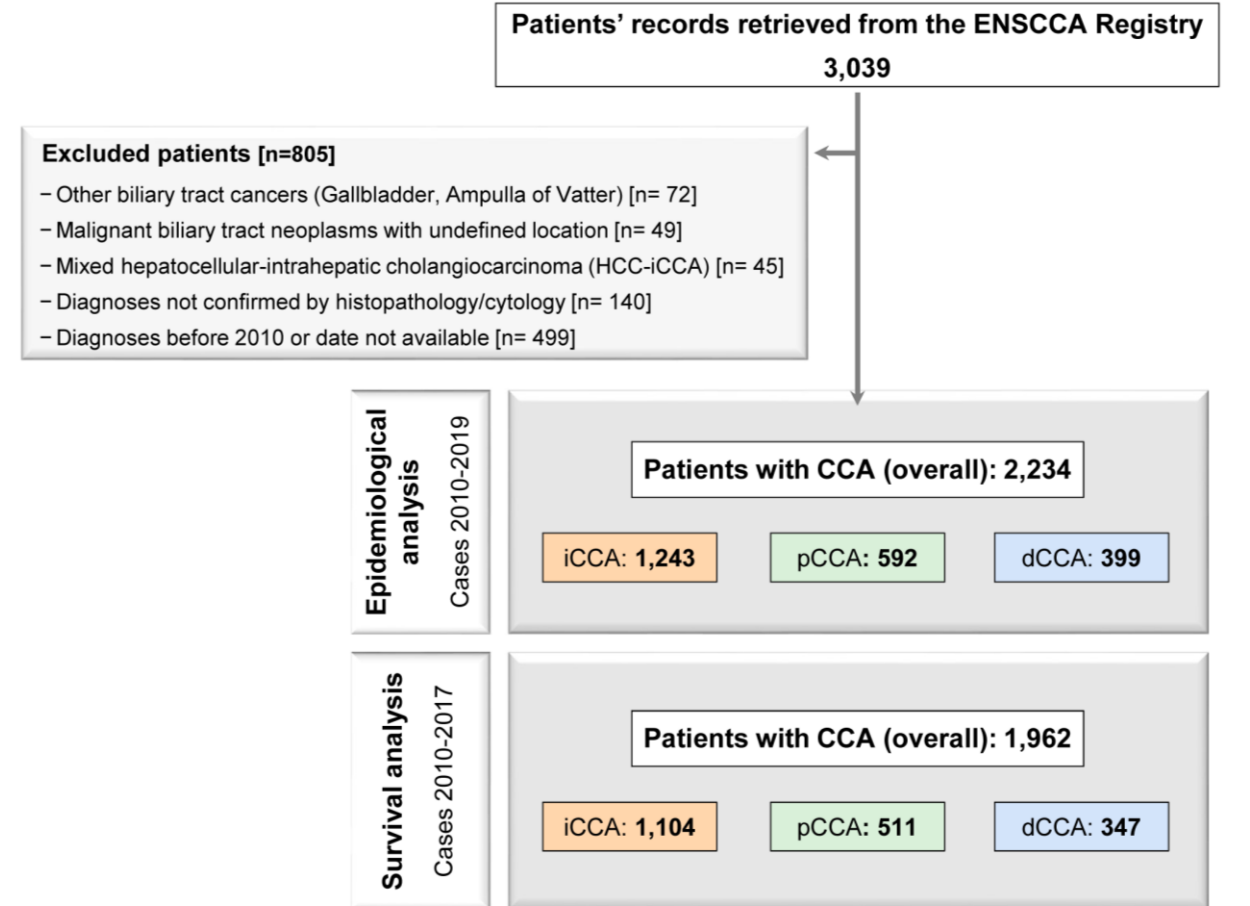 Patients’ records retrieved from the ENSCCA Registry
3,039
Excluded patients [n=805]
– Other biliary tract cancers (Gallbladder, Ampulla of Vatter) [n= 72]
– Malignant biliary tract neoplasms with undefined location [n= 49]
– Mixed hepatocellular-intrahepatic cholangiocarcinoma (HCC-iCCA) [n= 45]
– Diagnoses not confirmed by histopathology/cytology [n= 140]
– Diagnoses before 2010 or date not available [n= 499]
Epidemiological
analysis
Cases 2010-2019
Patients with CCA (overall): 2,234
iCCA: 1,243
pCCA: 592
dCCA: 399
Survival analysis
Cases 2010-2017
Patients with CCA (overall): 1,962
iCCA: 1,104
pCCA: 511
dCCA: 347